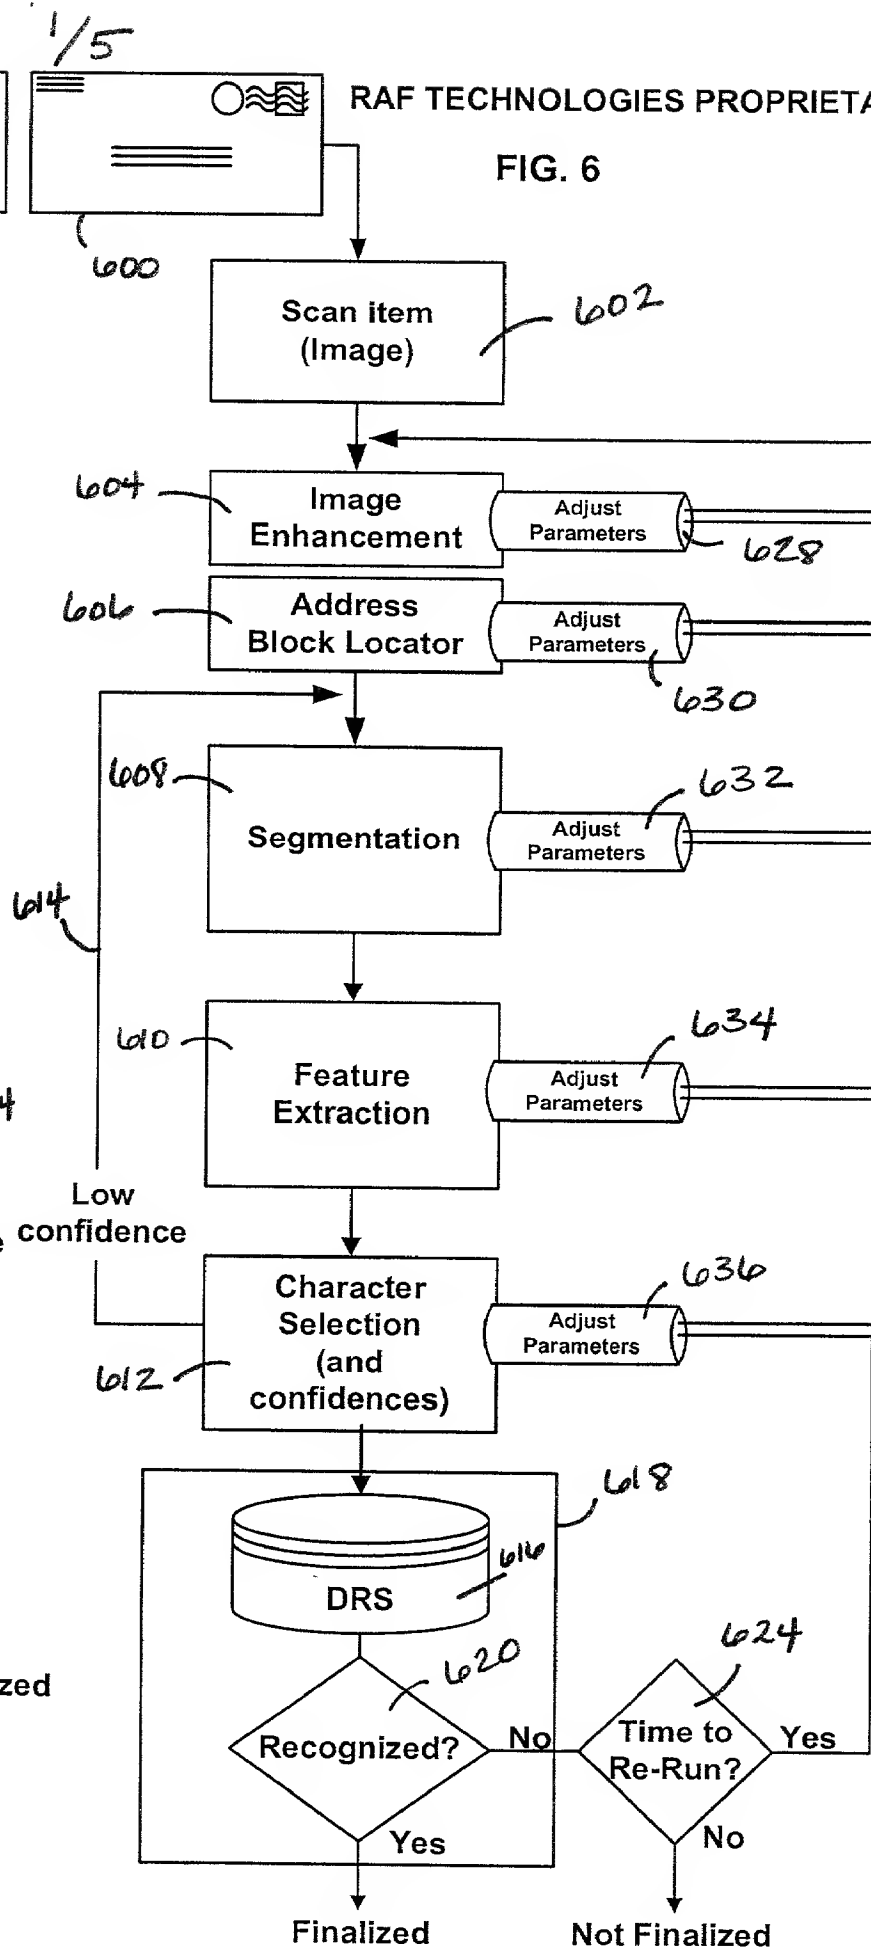 1/5
RAF TECHNOLOGIES PROPRIETA
FIG. 6
600
Scan item
(Image)
602
604
Image
Enhancement
Adjust
Parameters
628
606
Address
Block Locator
Adjust
Parameters
630
608
Segmentation
Adjust
Parameters
632
614
610
Feature
Extraction
Adjust
Parameters
634
4
Low
e confidence
Character
Selection
(and
confidences)
612
Adjust
Parameters
636
618
DRS
616
620
Recognized?
No
624
Time to
Re-Run?
Yes
zed
Yes
No
Finalized
Not Finalized